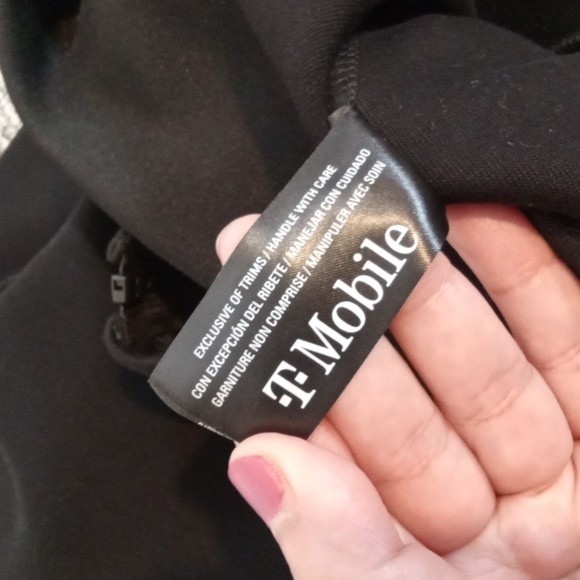 EXCLUSIVE OF TRIMS / HANDLE WITH CARE
CON EXCEPCIÓN DEL RIBETE / MANEJAR CON CUIDADO
GARNITURE NON COMPRISE / MANIPULER AVEC SOIN
T Mobile